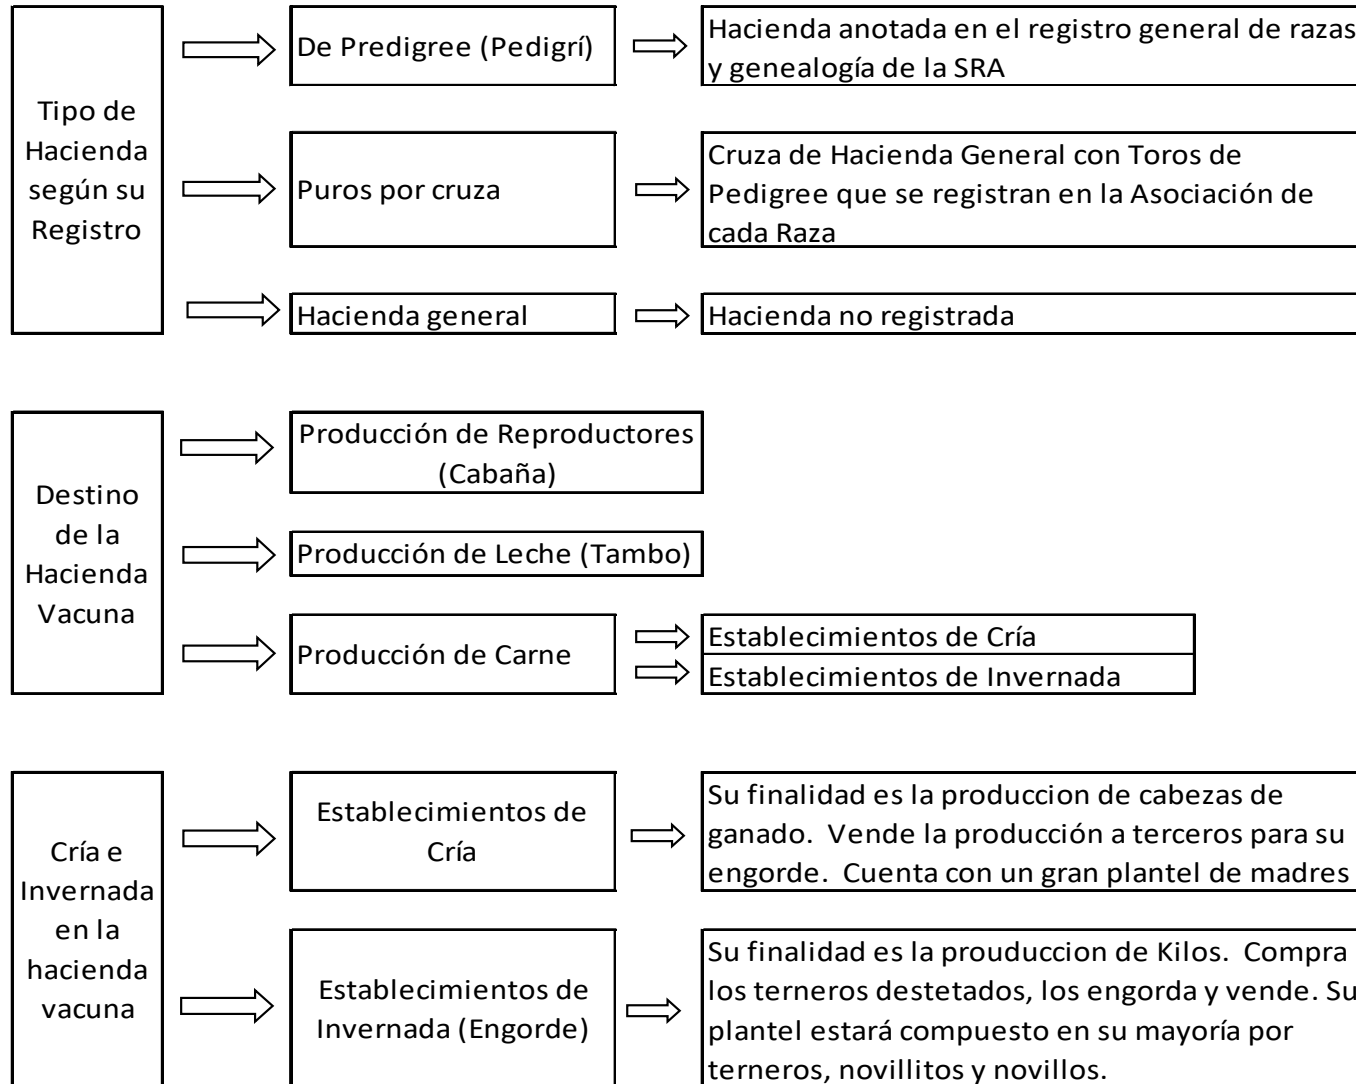 Tipo de
Hacienda
según su
Registro
De Predigree (Pedigrí)
Hacienda anotada en el registro general de razas
y genealogía de la SRA
Puros por cruza
Cruza de Hacienda General con Toros de
Pedigree que se registran en la Asociación de
cada Raza
Hacienda general
Hacienda no registrada
Destino
de la
Hacienda
Vacuna
Producción de Reproductores
(Cabaña)
Producción de Leche (Tambo)
Producción de Carne
Establecimientos de Cría
Establecimientos de Invernada
Cría e
Invernada
en la
hacienda
vacuna
Establecimientos de
Cría
Su finalidad es la produccion de cabezas de
ganado. Vende la producción a terceros para su
engorde. Cuenta con un gran plantel de madres
Establecimientos de
Invernada (Engorde)
Su finalidad es la prouduccion de Kilos. Compra
los terneros destetados, los engorda y vende. Su
plantel estará compuesto en su mayoría por
terneros, novillitos y novillos.